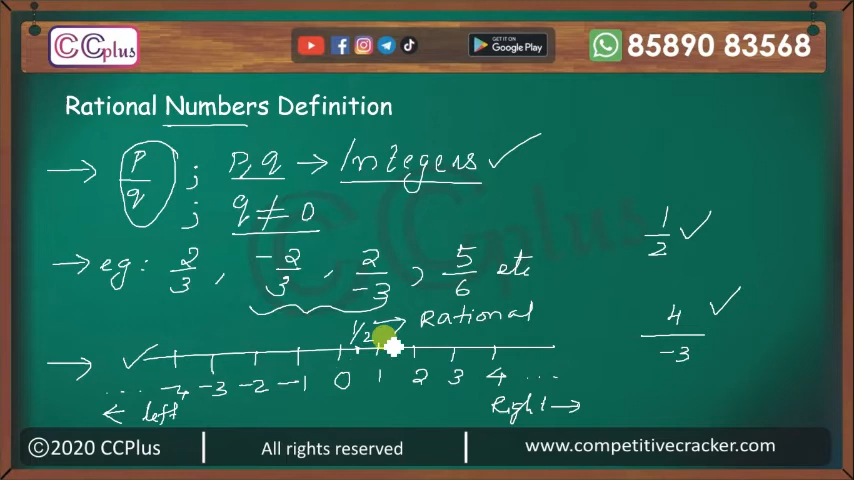 CCplus
GET IT ON
Google Play
85890 83568
Rational Numbers Definition
→ p/q ; P, q → Integers ✓
; q ≠ 0
→ eg: 2/3, -2/3, 2/-3, 5/6 etc
1/2 ✓
1/2 → Rational
4/-3 ✓
→ ✓
... -4 -3 -2 -1 0 1 2 3 4 ...
← left
Right →
CCplus
©2020 CCPlus
All rights reserved
www.competitivecracker.com